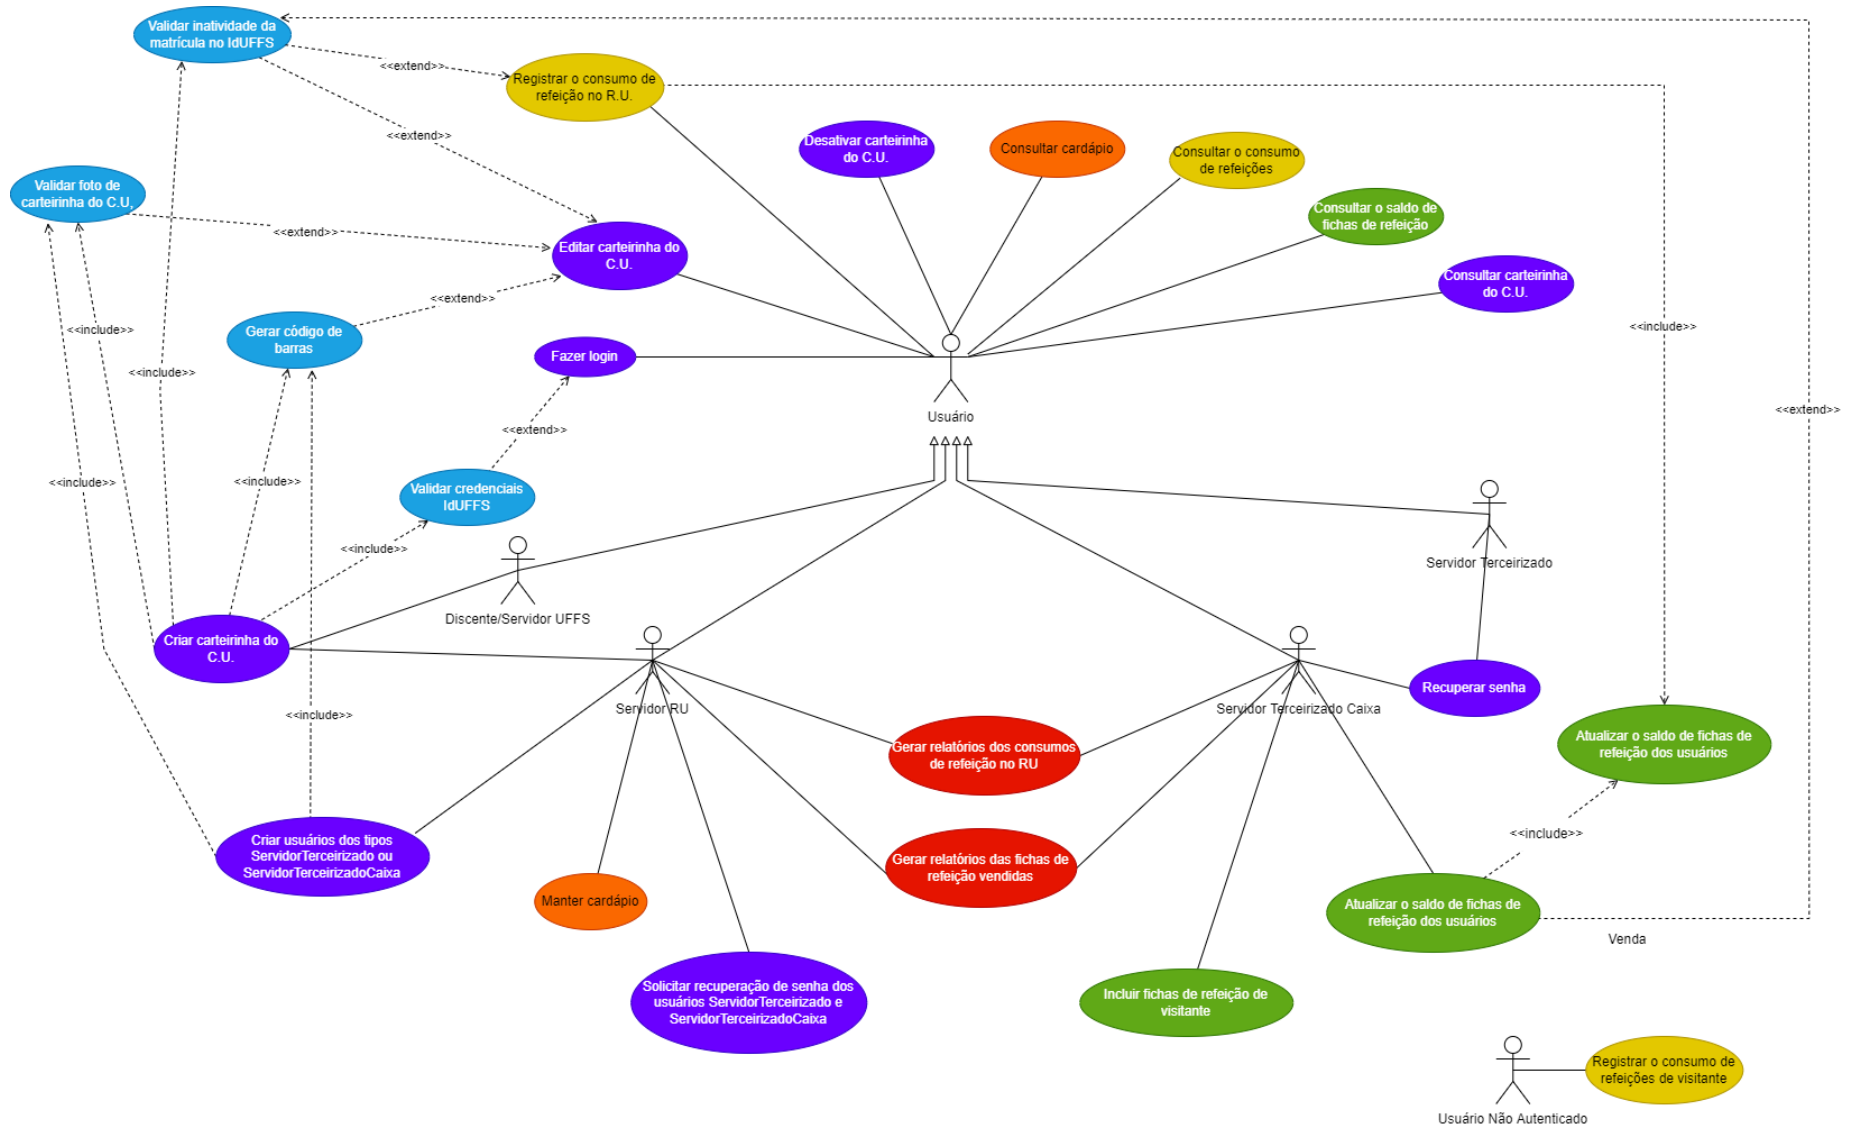 Validar inatividade da
matrícula no IdUFFS
<<extend>>
Registrar o consumo de
refeição no R.U.
<<extend>>
Desativar carteirinha
do C.U.
Consultar cardápio
Consultar o consumo
de refeições
Validar foto de
carteirinha do C.U,
<<extend>>
Consultar o saldo de
fichas de refeição
Editar carteirinha do
C.U.
Consultar carteirinha
do C.U.
<<extend>>
<<include>>
Gerar código de
barras
<<include>>
Fazer login
<<include>>
Usuário
<<extend>>
<<extend>>
<<include>>
<<include>>
Validar credenciais
IdUFFS
<<include>>
Servidor Terceirizado
Discente/Servidor UFFS
Criar carteirinha do
C.U.
Recuperar senha
Servidor RU
Servidor Terceirizado Caixa
<<include>>
Gerar relatórios dos consumos
de refeição no RU
Atualizar o saldo de fichas de
refeição dos usuários
<<include>>
Criar usuários dos tipos
ServidorTerceirizado ou
ServidorTerceirizadoCaixa
Gerar relatórios das fichas de
refeição vendidas
Manter cardápio
Atualizar o saldo de fichas de
refeição dos usuários
Venda
Solicitar recuperação de senha dos
usuários ServidorTerceirizado e
ServidorTerceirizadoCaixa
Incluir fichas de refeição de
visitante
Registrar o consumo de
refeições de visitante
Usuário Não Autenticado